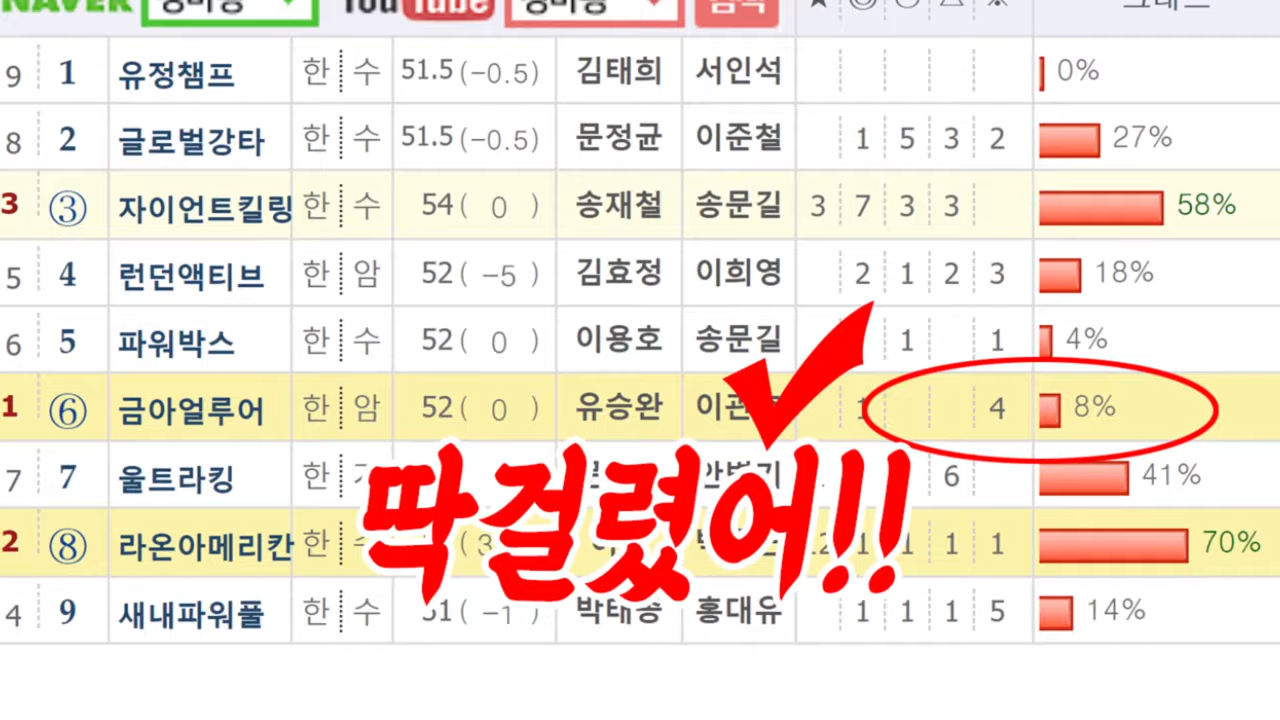 NAVER You Tube
9 1 유정챔프 한 수 51.5 (-0.5) 김태희 서인석 0%
8 2 글로벌강타 한 수 51.5 (-0.5) 문정균 이준철 1 5 3 2 27%
3 ③ 자이언트킬링 한 수 54 ( 0 ) 송재철 송문길 3 7 3 3 58%
5 4 런던액티브 한 암 52 ( -5 ) 김효정 이희영 2 1 2 3 18%
6 5 파워박스 한 수 52 ( 0 ) 이용호 송문길 1 1 4%
1 ⑥ 금아얼루어 한 암 52 ( 0 ) 유승완 1 4 8%
7 7 울트라킹 한 6 41%
2 ⑧ 라온아메리칸 한 1 1 1 1 70%
4 9 새내파워풀 한 수 51 ( -1 ) 박태종 홍대유 1 1 1 5 14%
딱걸렸어!!